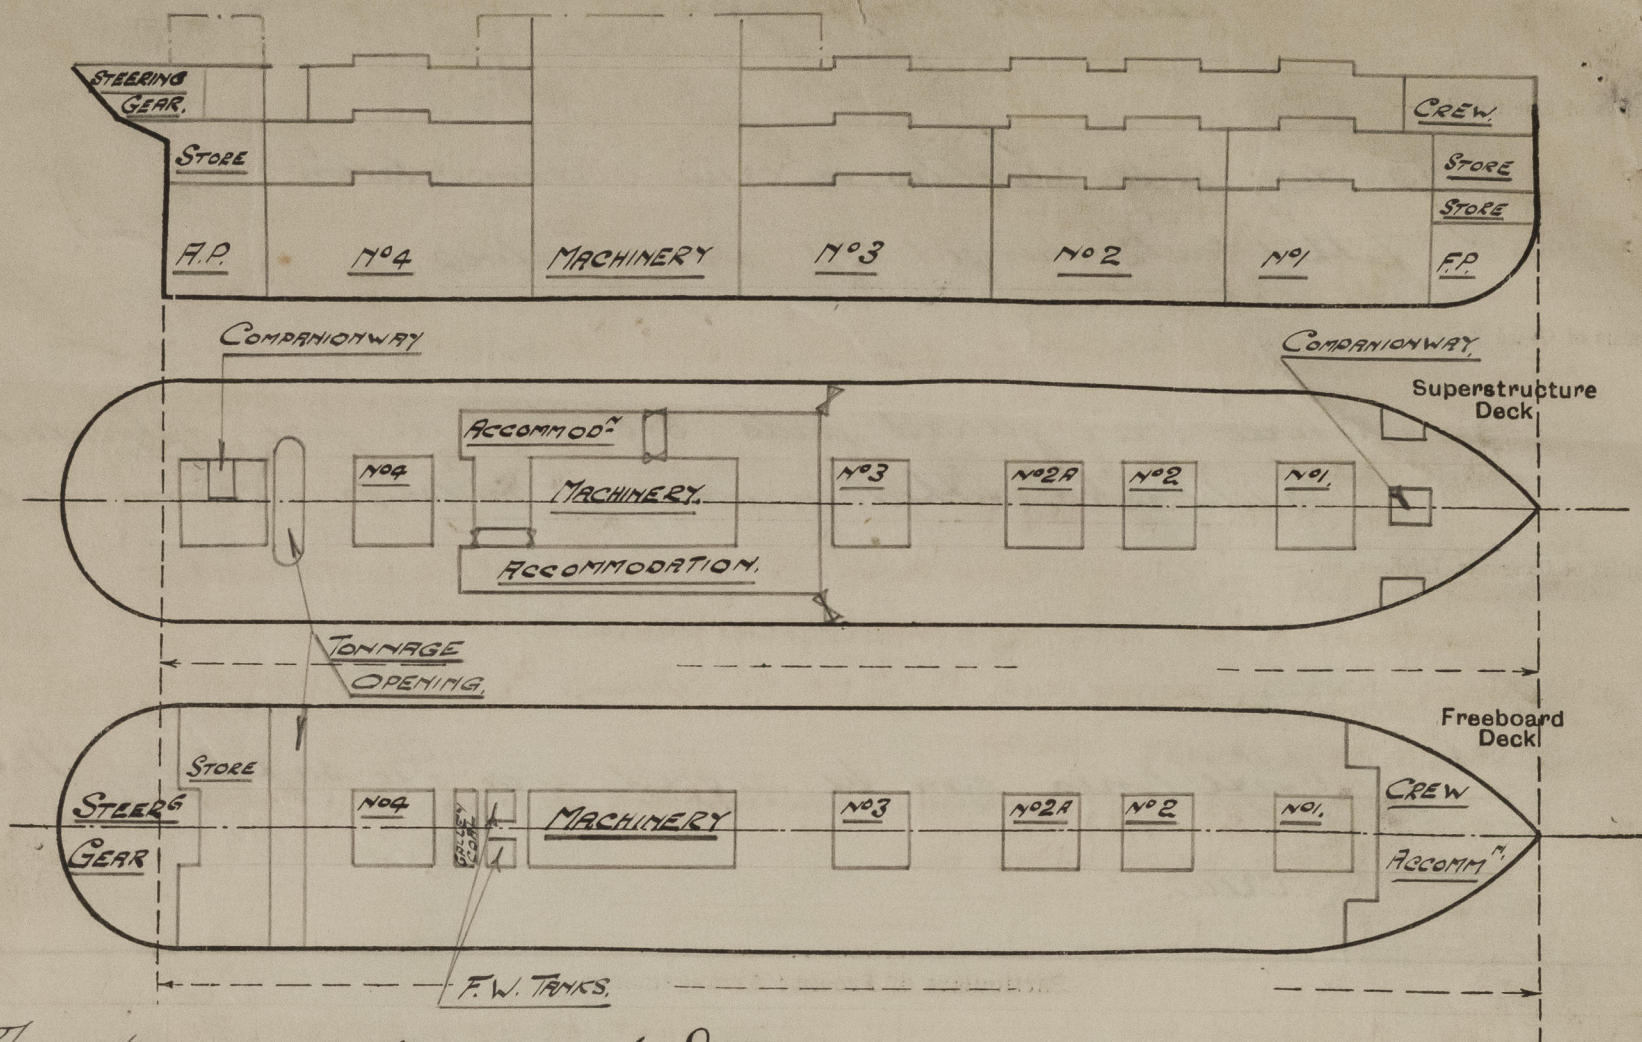 STEERING
GEAR.
CREW.
STORE
STORE
STORE
A.P.
No4
MACHINERY
No3
No2
No1
F.P.
COMPANIONWAY
COMPANIONWAY.
Superstructure
Deck
ACCOMMODN
No4
MACHINERY.
No3
No2A
No2
No1.
ACCOMMODATION.
TONNAGE
OPENING.
Freeboard
Deck
STORE
STEERG
GEAR
No4
GALLEY
COAL
MACHINERY
No3
No2A
No2
No1.
CREW
ACCOMMN.
F.W. TANKS.